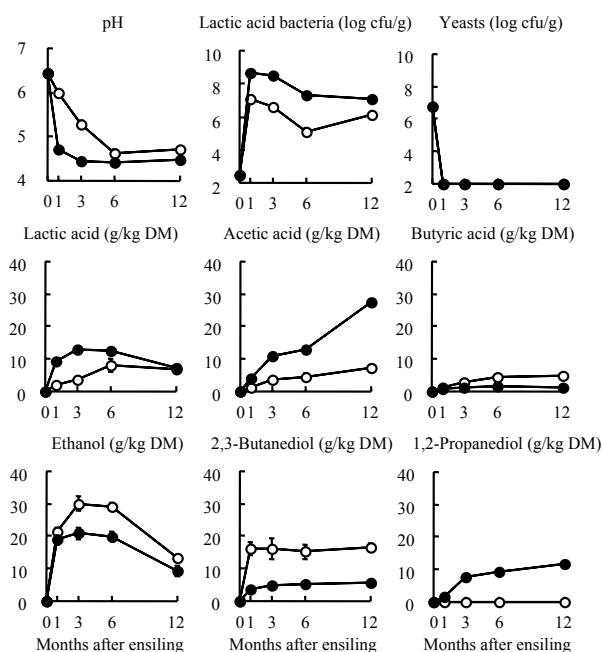 pH Lactic acid bacteria (log cfu/g) Yeasts (log cfu/g)
7 10 10
6 8 8
6 6
5
4 4
4 2 2
0 1 3 6 12 0 1 3 6 12 0 1 3 6 12
Lactic acid (g/kg DM) Acetic acid (g/kg DM) Butyric acid (g/kg DM)
40 40 40
30 30 30
20 20 20
10 10 10
0 0 0
0 1 3 6 12 0 1 3 6 12 0 1 3 6 12
Ethanol (g/kg DM) 2,3-Butanediol (g/kg DM) 1,2-Propanediol (g/kg DM)
40 40 40
30 30 30
20 20 20
10 10 10
0 0 0
0 1 3 6 12 0 1 3 6 12 0 1 3 6 12
Months after ensiling Months after ensiling Months after ensiling